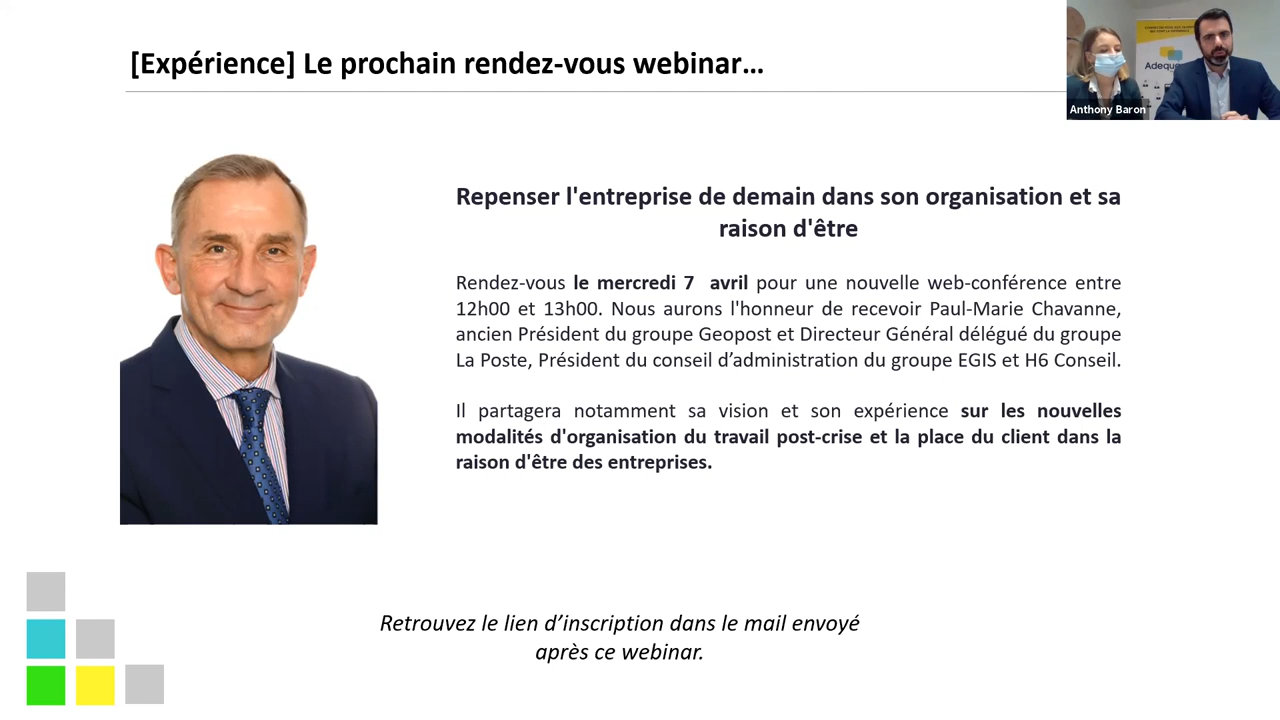 [Expérience] Le prochain rendez-vous webinar…
Adequa
Anthony Baron
Repenser l'entreprise de demain dans son organisation et sa
raison d'être
Rendez-vous le mercredi 7 avril pour une nouvelle web-conférence entre
12h00 et 13h00. Nous aurons l'honneur de recevoir Paul-Marie Chavanne,
ancien Président du groupe Geopost et Directeur Général délégué du groupe
La Poste, Président du conseil d’administration du groupe EGIS et H6 Conseil.
Il partagera notamment sa vision et son expérience sur les nouvelles
modalités d'organisation du travail post-crise et la place du client dans la
raison d'être des entreprises.
Retrouvez le lien d’inscription dans le mail envoyé
après ce webinar.